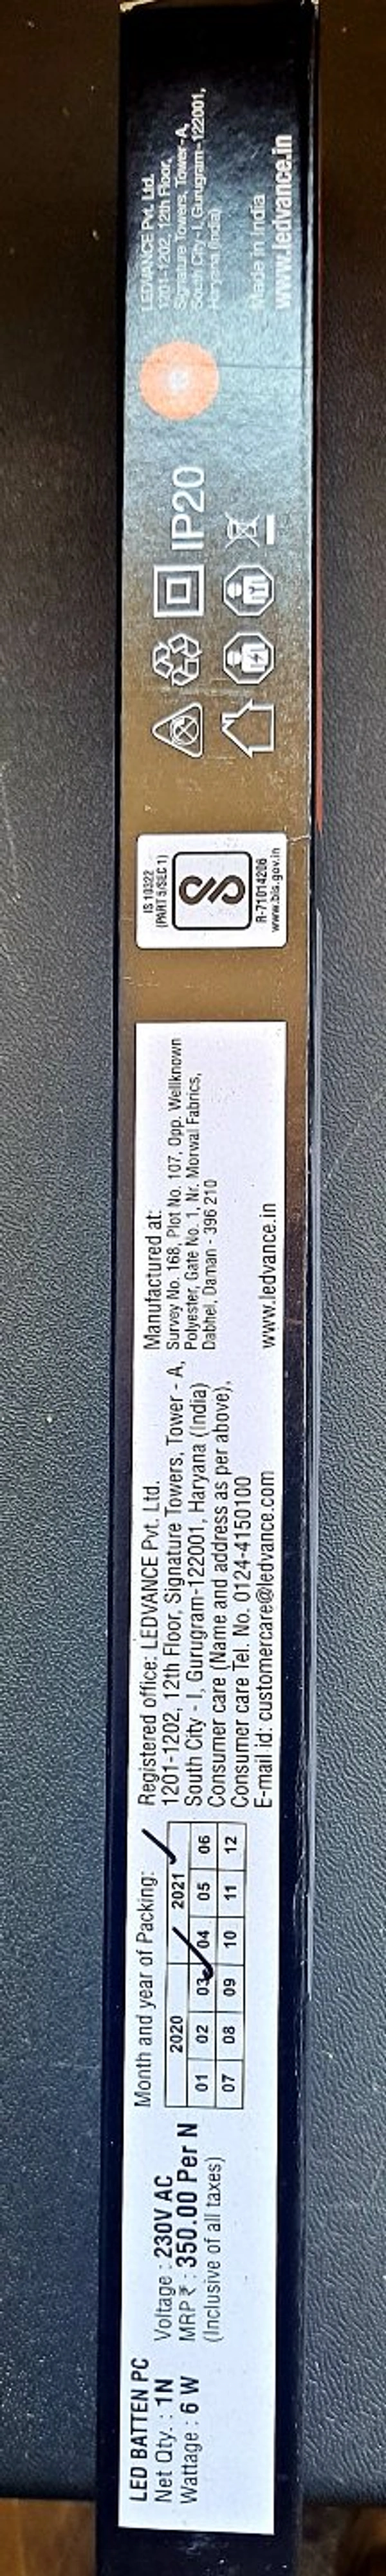 LED BATTEN PC
Net Qty. : 1N
Wattage : 6 W
Voltage : 230V AC
MRP ₹ : 350.00 Per N
(Inclusive of all taxes)
Month and year of Packing:
2020 2021
01 02 03 04 05 06
07 08 09 10 11 12
Registered office: LEDVANCE Pvt. Ltd.
1201-1202, 12th Floor, Signature Towers, Tower - A,
South City - I, Gurugram-122001, Haryana (India)
Consumer care (Name and address as per above),
Consumer care Tel. No. 0124-4150100
E-mail id: customercare@ledvance.com
Manufactured at:
Survey No. 168, Plot No. 107, Opp. Wellknown
Polyester, Gate No. 1, Nr. Morwal Fabrics,
Dabhel, Daman - 396 210
www.ledvance.in
IS 10322
(PART 5/SEC 1)
R-71014206
www.bis.gov.in
IP20
LEDVANCE Pvt. Ltd.
1201-1202, 12th Floor,
Signature Towers, Tower-A,
South City - I, Gurugram-122001,
Haryana (India)
Made in India
www.ledvance.in